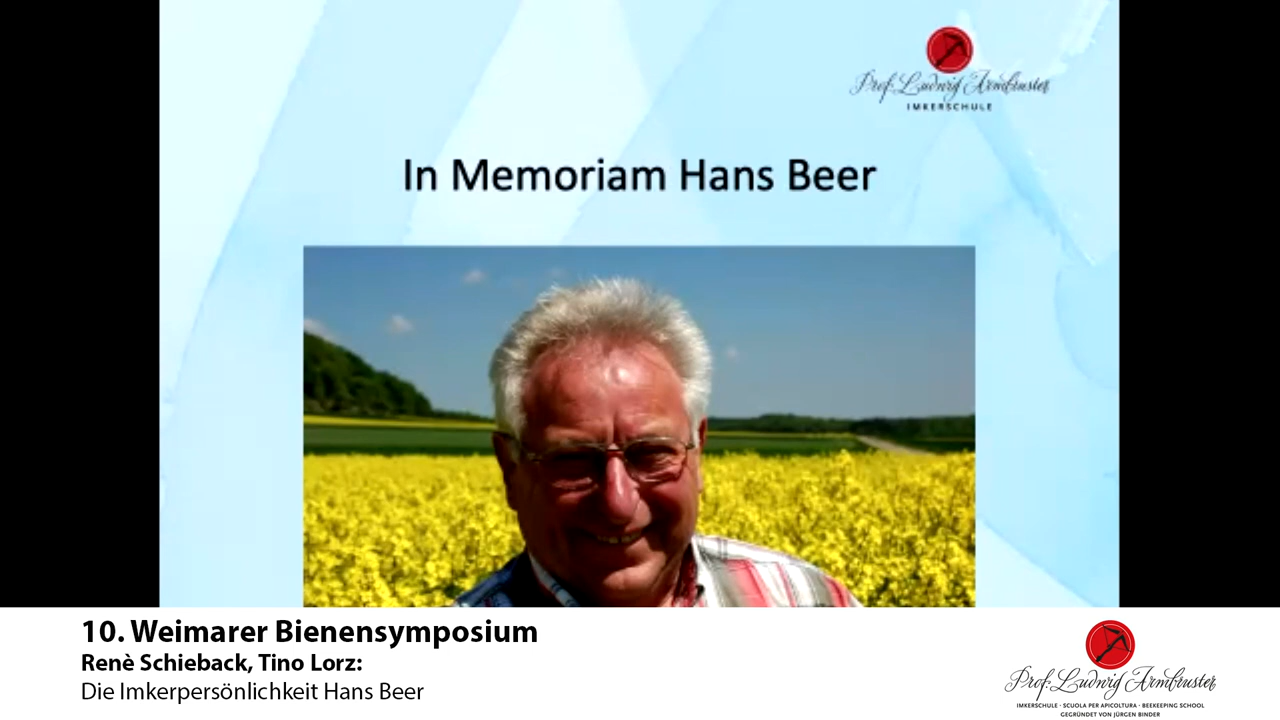 Prof. Ludwig Armbruster
IMKERSCHULE
In Memoriam Hans Beer
10. Weimarer Bienensymposium
Renè Schieback, Tino Lorz:
Die Imkerpersönlichkeit Hans Beer
Prof. Ludwig Armbruster
IMKERSCHULE · SCUOLA PER APICOLTURA · BEEKEEPING SCHOOL
GEGRÜNDET VON JÜRGEN BINDER